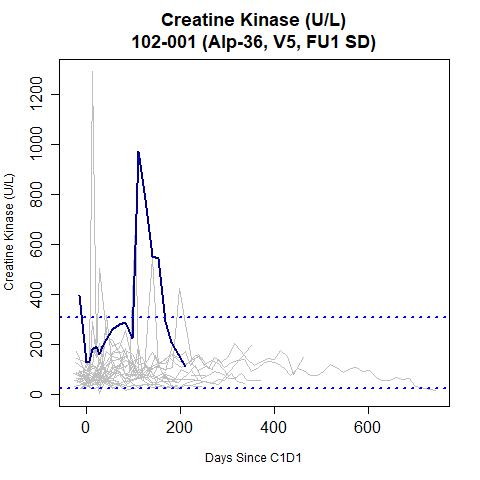 Creatine Kinase (U/L)
102-001 (Alp-36, V5, FU1 SD)
Creatine Kinase (U/L)
1200
1000
800
600
400
200
0
0 200 400 600
Days Since C1D1